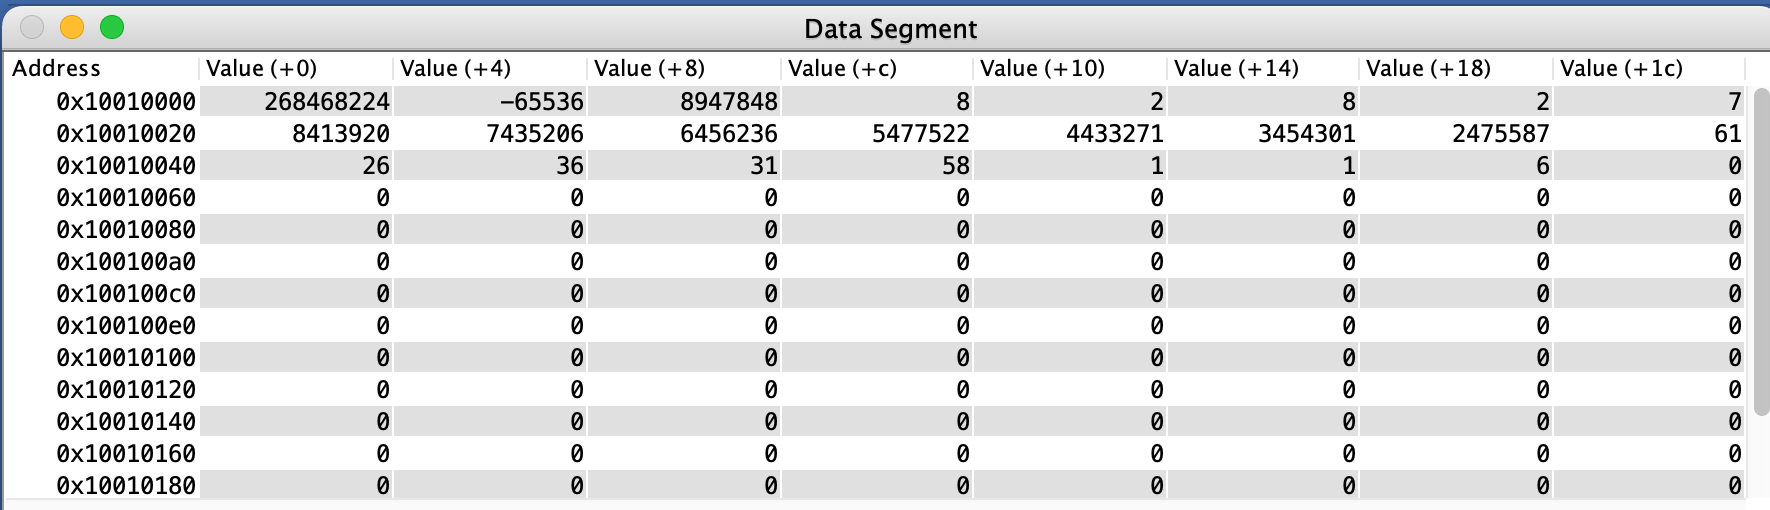 Data Segment
Address Value (+0) Value (+4) Value (+8) Value (+c) Value (+10) Value (+14) Value (+18) Value (+1c)
0x10010000 268468224 −65536 8947848 8 2 8 2 7
0x10010020 8413920 7435206 6456236 5477522 4433271 3454301 2475587 61
0x10010040 26 36 31 58 1 1 6 0
0x10010060 0 0 0 0 0 0 0 0
0x10010080 0 0 0 0 0 0 0 0
0x100100a0 0 0 0 0 0 0 0 0
0x100100c0 0 0 0 0 0 0 0 0
0x100100e0 0 0 0 0 0 0 0 0
0x10010100 0 0 0 0 0 0 0 0
0x10010120 0 0 0 0 0 0 0 0
0x10010140 0 0 0 0 0 0 0 0
0x10010160 0 0 0 0 0 0 0 0
0x10010180 0 0 0 0 0 0 0 0